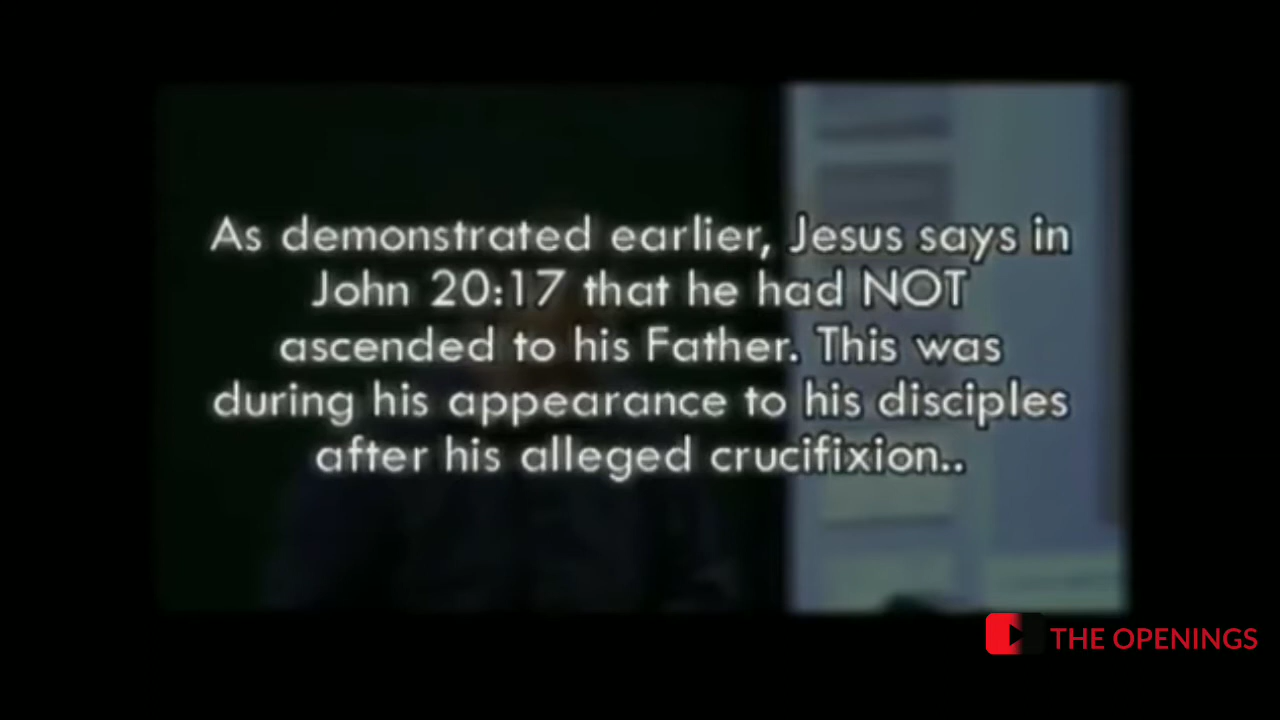 As demonstrated earlier, Jesus says in
John 20:17 that he had NOT
ascended to his Father. This was
during his appearance to his disciples
after his alleged crucifixion..
THE OPENINGS